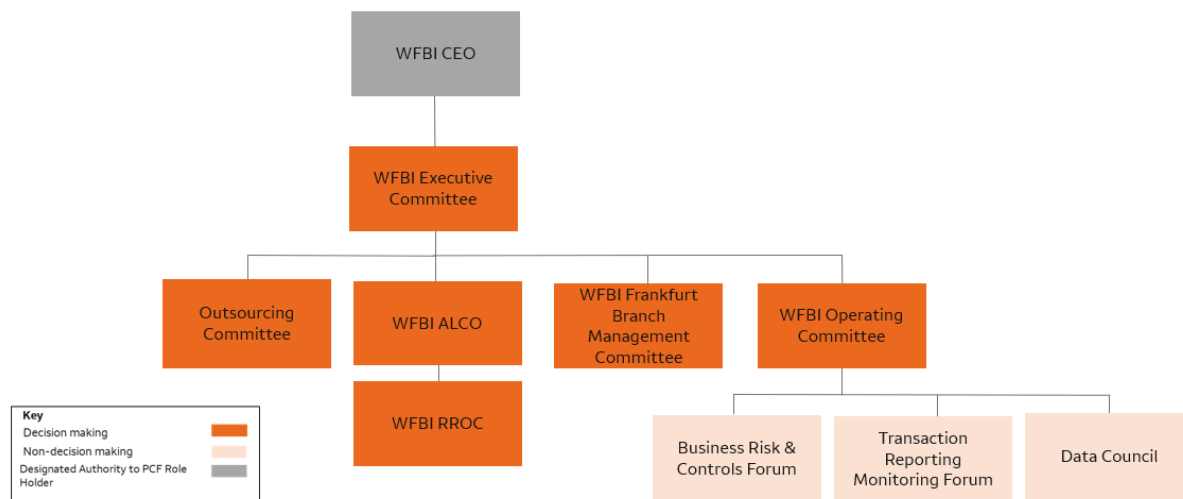 WFBI CEO
WFBI Executive
Committee
Outsourcing
Committee
WFBI ALCO
WFBI Frankfurt
Branch
Management
Committee
WFBI Operating
Committee
WFBI RROC
Business Risk &
Controls Forum
Transaction
Reporting
Monitoring Forum
Data Council
Key
Decision making
Non-decision making
Designated Authority to PCF Role
Holder